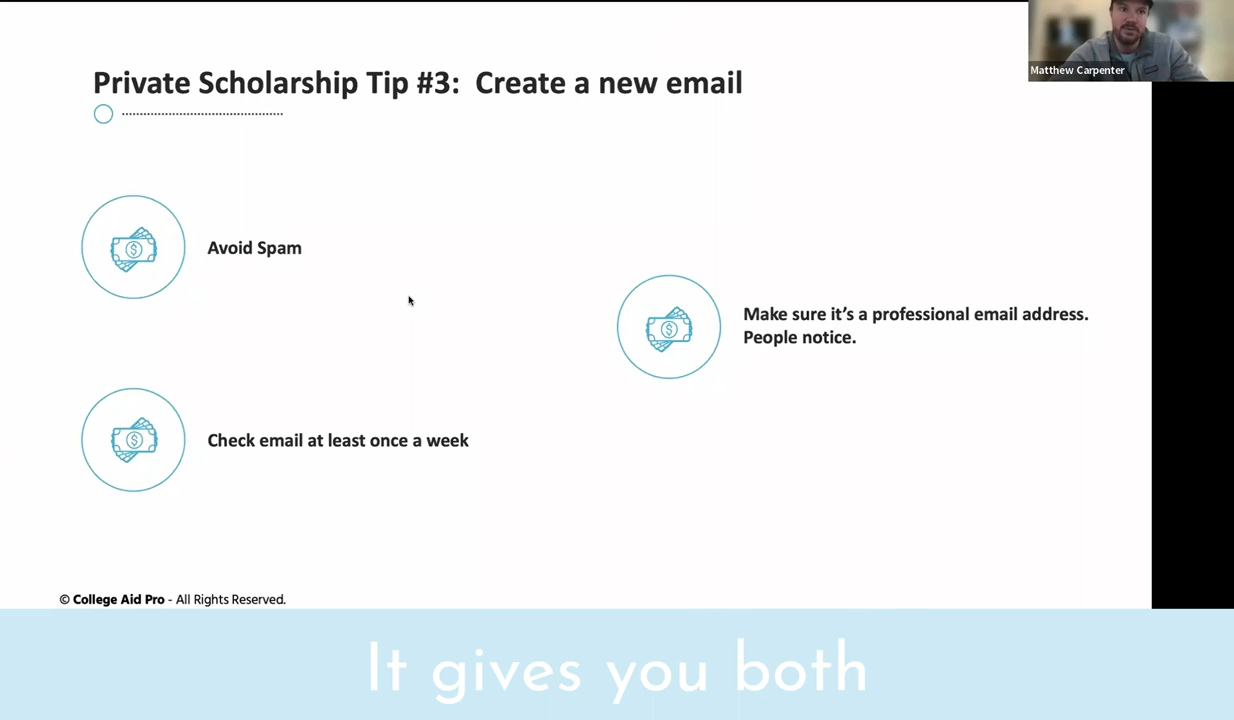 Private Scholarship Tip #3:  Create a new email
Matthew Carpenter
Avoid Spam
Make sure it’s a professional email address.
People notice.
Check email at least once a week
© College Aid Pro - All Rights Reserved.
It gives you both